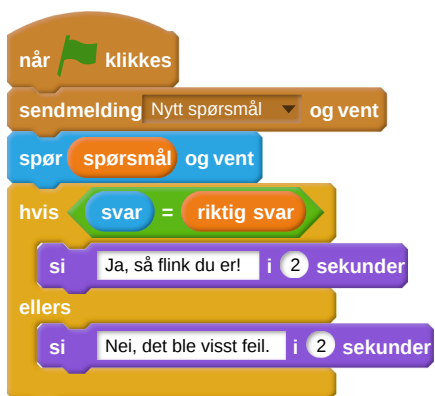 når klikkes
sendmelding Nytt spørsmål og vent
spør spørsmål og vent
hvis svar = riktig svar
si Ja, så flink du er! i 2 sekunder
ellers
si Nei, det ble visst feil. i 2 sekunder